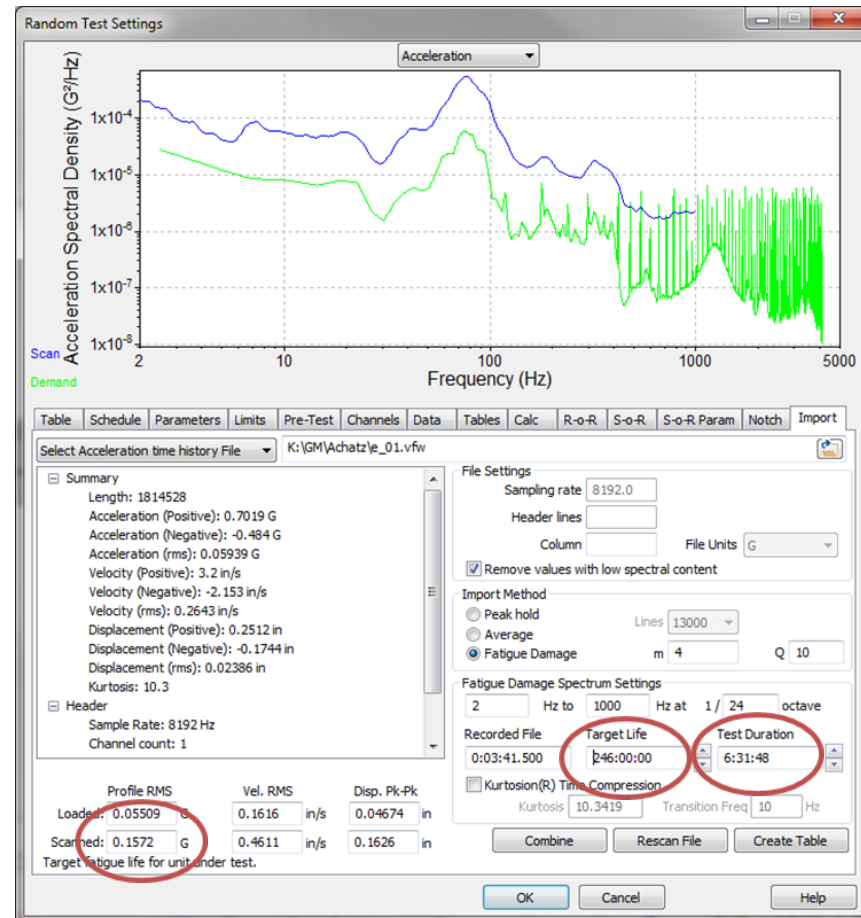 Random Test Settings
Acceleration
Acceleration Spectral Density (G²/Hz)
1x10⁻⁴
1x10⁻⁵
1x10⁻⁶
1x10⁻⁷
1x10⁻⁸
Scan
Demand
2 10 100 1000 5000
Frequency (Hz)
Table Schedule Parameters Limits Pre-Test Channels Data Tables Calc R-o-R S-o-R S-o-R Param Notch Import
Select Acceleration time history File K:\GM\Achatz\e_01.vfw
Summary
Length: 1814528
Acceleration (Positive): 0.7019 G
Acceleration (Negative): -0.484 G
Acceleration (rms): 0.05939 G
Velocity (Positive): 3.2 in/s
Velocity (Negative): -2.153 in/s
Velocity (rms): 0.2643 in/s
Displacement (Positive): 0.2512 in
Displacement (Negative): -0.1744 in
Displacement (rms): 0.02386 in
Kurtosis: 10.3
Header
Sample Rate: 8192 Hz
Channel count: 1
Profile RMS Vel. RMS Disp. Pk-Pk
Loaded: 0.05509 G 0.1616 in/s 0.04674 in
Scanned: 0.1572 G 0.4611 in/s 0.1626 in
Target fatigue life for unit under test.
File Settings
Sampling rate 8192.0
Header lines
Column File Units G
Remove values with low spectral content
Import Method
Peak hold Lines 13000
Average
Fatigue Damage m 4 Q 10
Fatigue Damage Spectrum Settings
2 Hz to 1000 Hz at 1/ 24 octave
Recorded File Target Life Test Duration
0:03:41.500 246:00:00 6:31:48
Kurtosion(R) Time Compression
Kurtosis 10.3419 Transition Freq 10 Hz
Combine Rescan File Create Table
OK Cancel Help